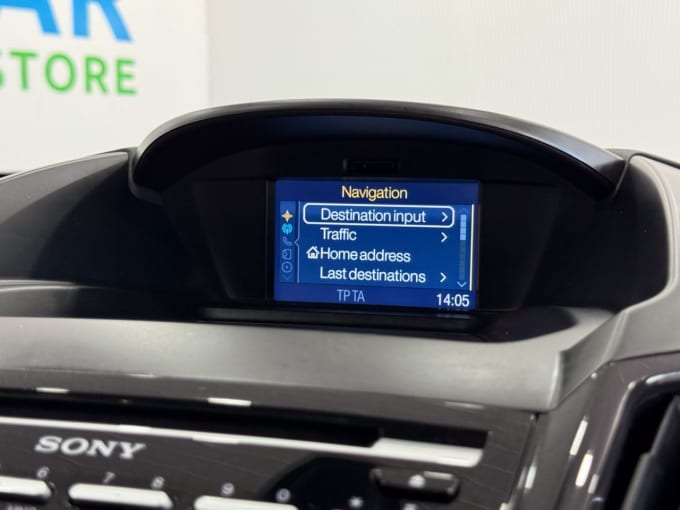 AR
STORE
Navigation
Destination input
Traffic
Home address
Last destinations
TP TA
14:05
SONY
6 7 8 9 0 *